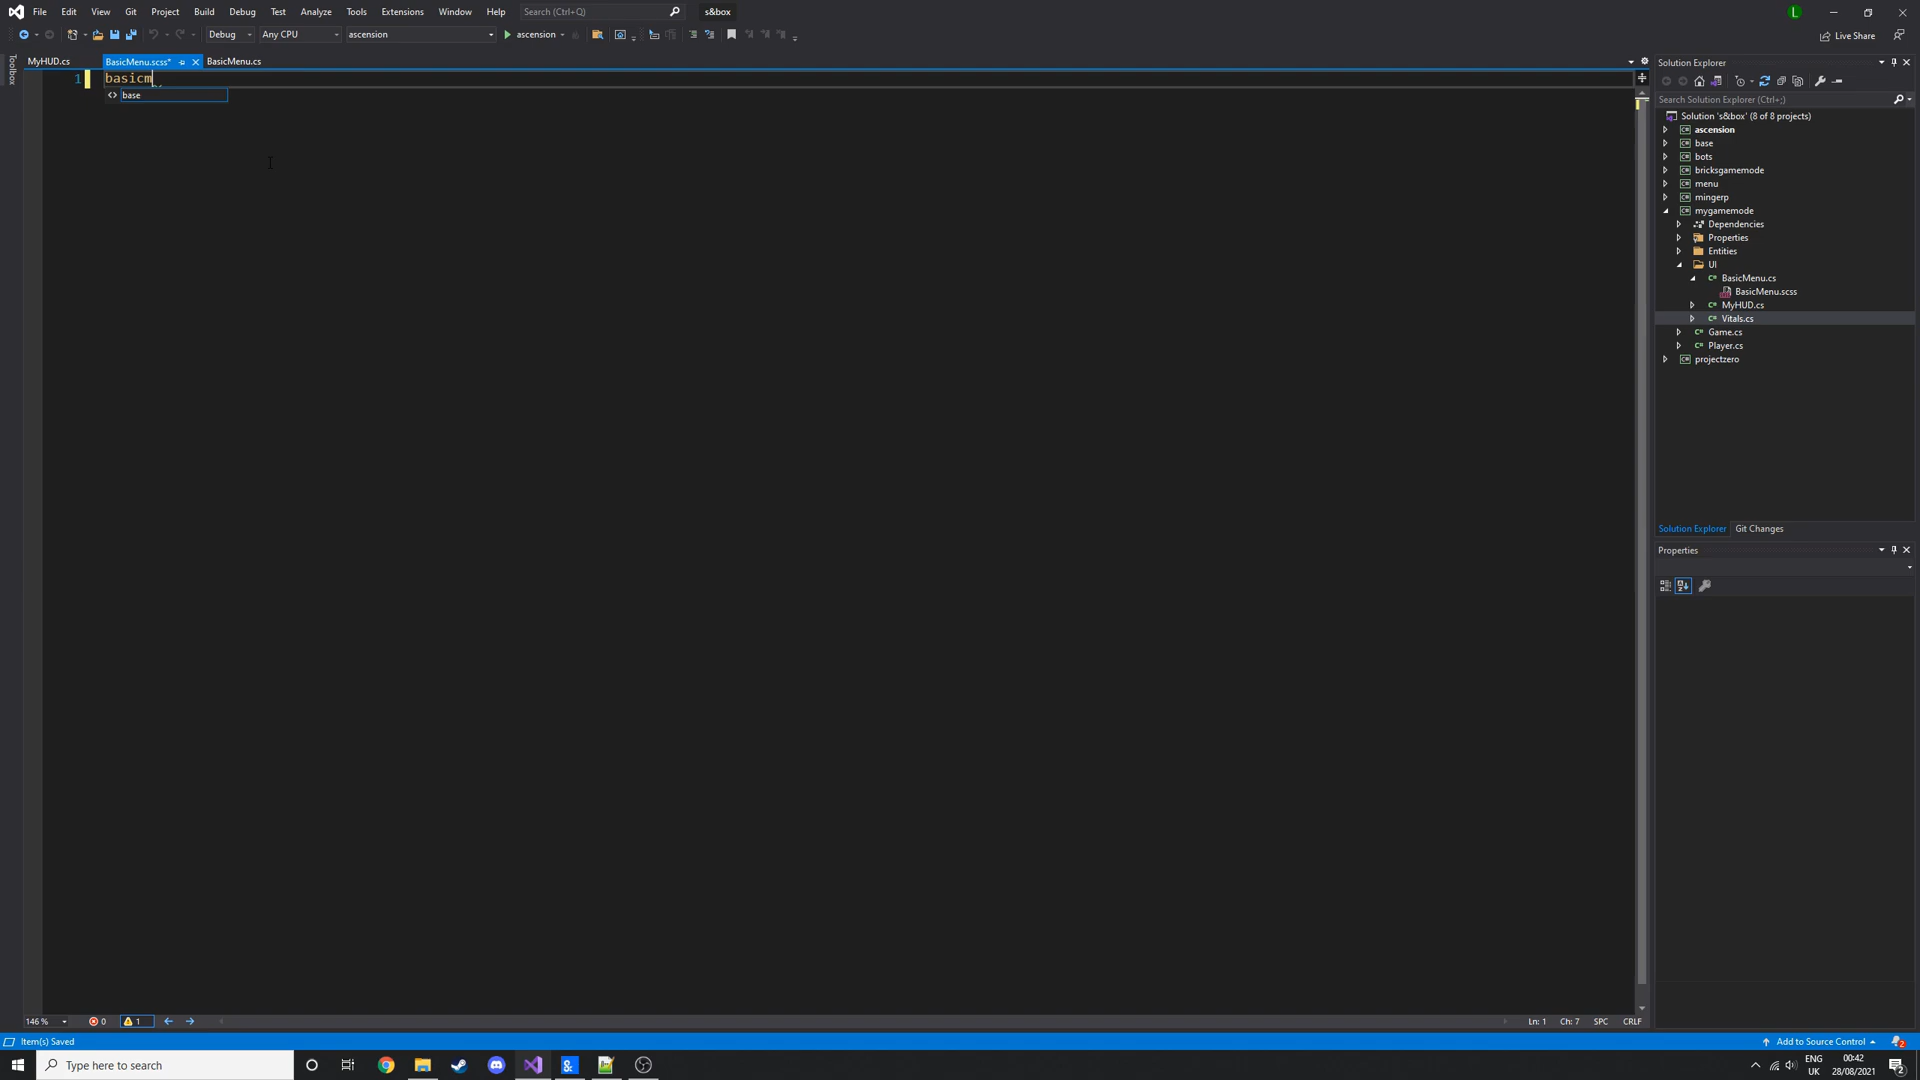 File Edit View Git Project Build Debug Test Analyze Tools Extensions Window Help Search (Ctrl+Q) s&box L
Debug Any CPU ascension ascension Live Share
Toolbox
MyHUD.cs BasicMenu.scss* BasicMenu.cs
1 basicm
<> base
Solution Explorer
Search Solution Explorer (Ctrl+;)
Solution 's&box' (8 of 8 projects)
ascension
base
bots
bricksgamemode
menu
mingerp
mygamemode
Dependencies
Properties
Entities
UI
BasicMenu.cs
BasicMenu.scss
MyHUD.cs
Vitals.cs
Game.cs
Player.cs
projectzero
Solution Explorer Git Changes
Properties
146 % 0 1 Ln: 1 Ch: 7 SPC CRLF
Item(s) Saved Add to Source Control 2
Type here to search ENG UK 00:42 28/08/2021 2